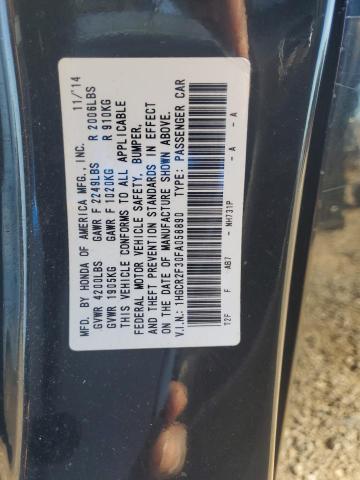 MFD. BY HONDA OF AMERICA MFG., INC. 11/14
GVWR 4200LBS GAWR F 2249LBS R 2006LBS
GVWR 1905KG GAWR F 1020KG R 910KG
THIS VEHICLE CONFORMS TO ALL APPLICABLE
FEDERAL MOTOR VEHICLE SAFETY, BUMPER,
AND THEFT PREVENTION STANDARDS IN EFFECT
ON THE DATE OF MANUFACTURE SHOWN ABOVE.
V.I.N.: 1HGCR2F30FA058890 TYPE: PASSENGER CAR
T2F F AB7 - NH731P - A - A